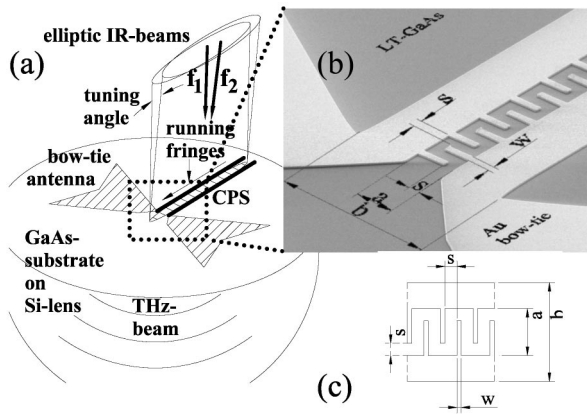 (a)
elliptic IR-beams
f1 f2
tuning
angle
running
fringes
bow-tie
antenna
CPS
GaAs-
substrate
on
Si-lens
THz-
beam
(b)
LT-GaAs
S
W
S
a
b
Au
bow-tie
(c)
s
s
a
b
w